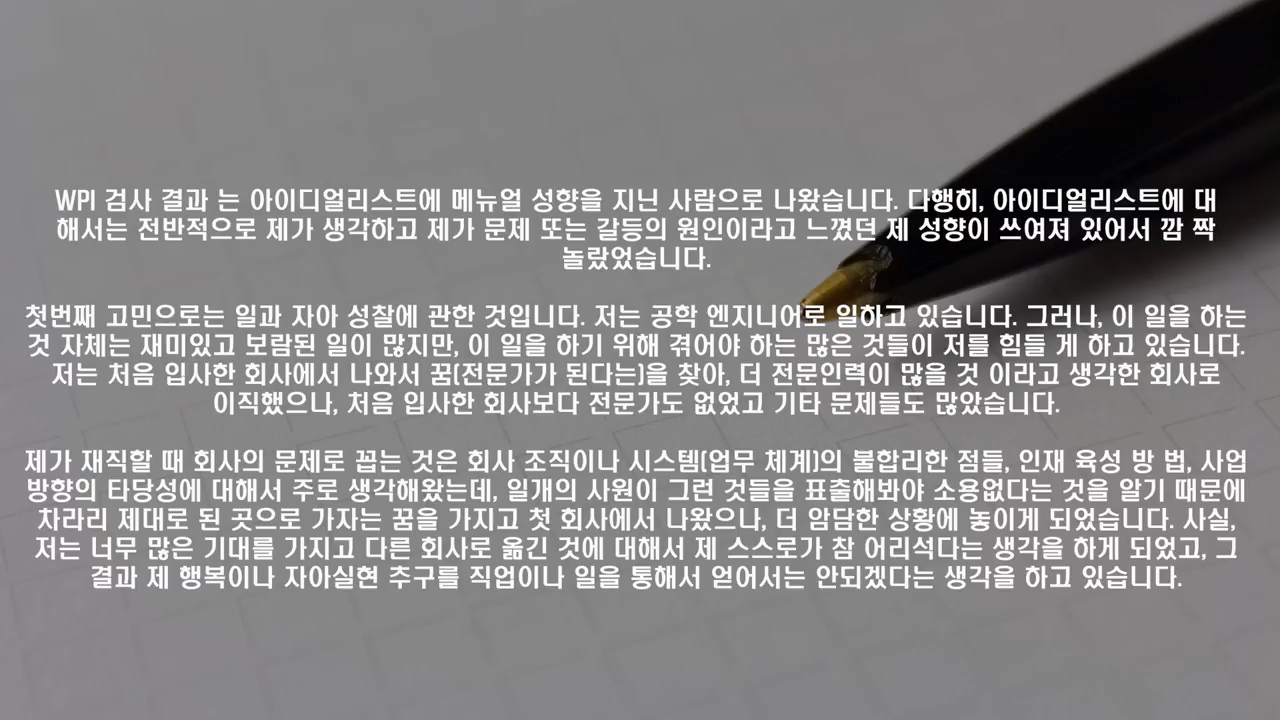 WPI 검사 결과 는 아이디얼리스트에 메뉴얼 성향을 지닌 사람으로 나왔습니다. 다행히, 아이디얼리스트에 대
해서는 전반적으로 제가 생각하고 제가 문제 또는 갈등의 원인이라고 느꼈던 제 성향이 쓰여져 있어서 깜 짝
놀랐었습니다.
첫번째 고민으로는 일과 자아 성찰에 관한 것입니다. 저는 공학 엔지니어로 일하고 있습니다. 그러나, 이 일을 하는
것 자체는 재미있고 보람된 일이 많지만, 이 일을 하기 위해 겪어야 하는 많은 것들이 저를 힘들 게 하고 있습니다.
저는 처음 입사한 회사에서 나와서 꿈(전문가가 된다는)을 찾아, 더 전문인력이 많을 것 이라고 생각한 회사로
이직했으나, 처음 입사한 회사보다 전문가도 없었고 기타 문제들도 많았습니다.
제가 재직할 때 회사의 문제로 꼽는 것은 회사 조직이나 시스템(업무 체계)의 불합리한 점들, 인재 육성 방 법, 사업
방향의 타당성에 대해서 주로 생각해왔는데, 일개의 사원이 그런 것들을 표출해봐야 소용없다는 것을 알기 때문에
차라리 제대로 된 곳으로 가자는 꿈을 가지고 첫 회사에서 나왔으나, 더 암담한 상황에 놓이게 되었습니다. 사실,
저는 너무 많은 기대를 가지고 다른 회사로 옮긴 것에 대해서 제 스스로가 참 어리석다는 생각을 하게 되었고, 그
결과 제 행복이나 자아실현 추구를 직업이나 일을 통해서 얻어서는 안되겠다는 생각을 하고 있습니다.